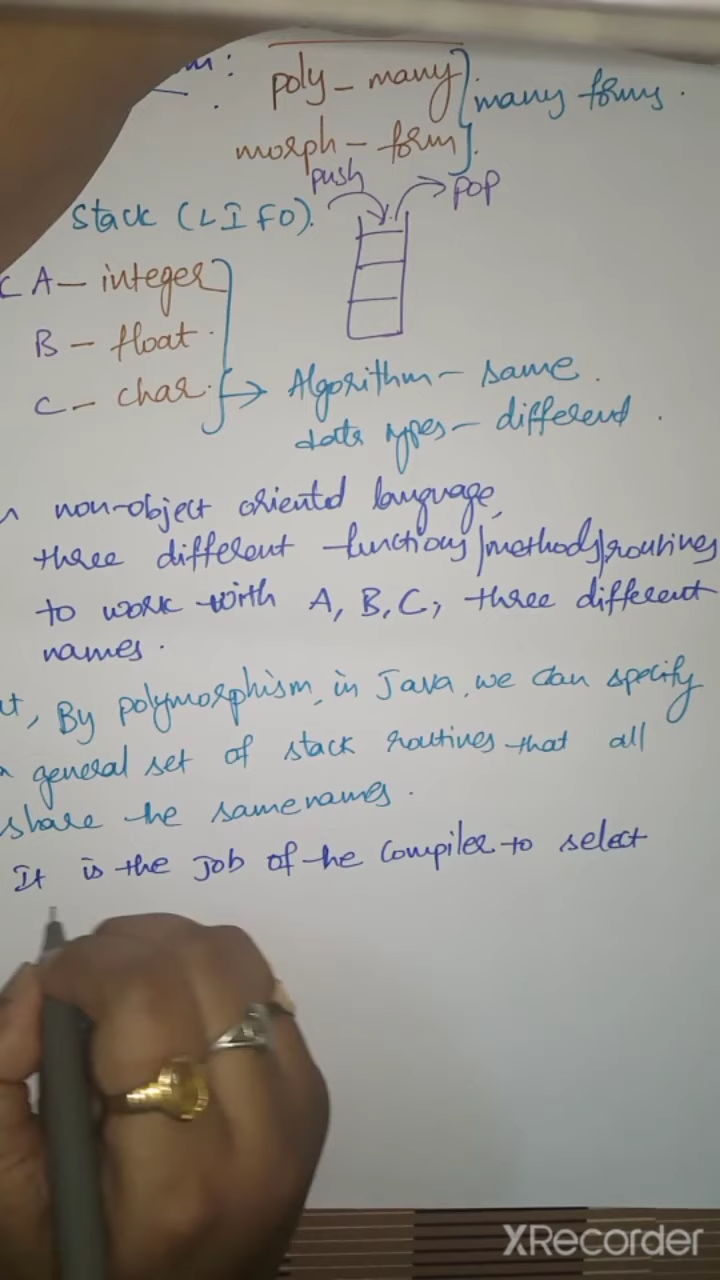 m :
poly - many
many forms .
morph - form
push
pop
Stack (LIFO).
A - integer
B - float .
C - char .
Algorithm - same .
data types - different .
non-object oriented language,
three different functions/methods/routines
to work with A, B, C, three different
names .
By polymorphism, in Java, we can specify
general set of stack routines that all
share the same names .
It is the job of the compiler to select
XRecorder